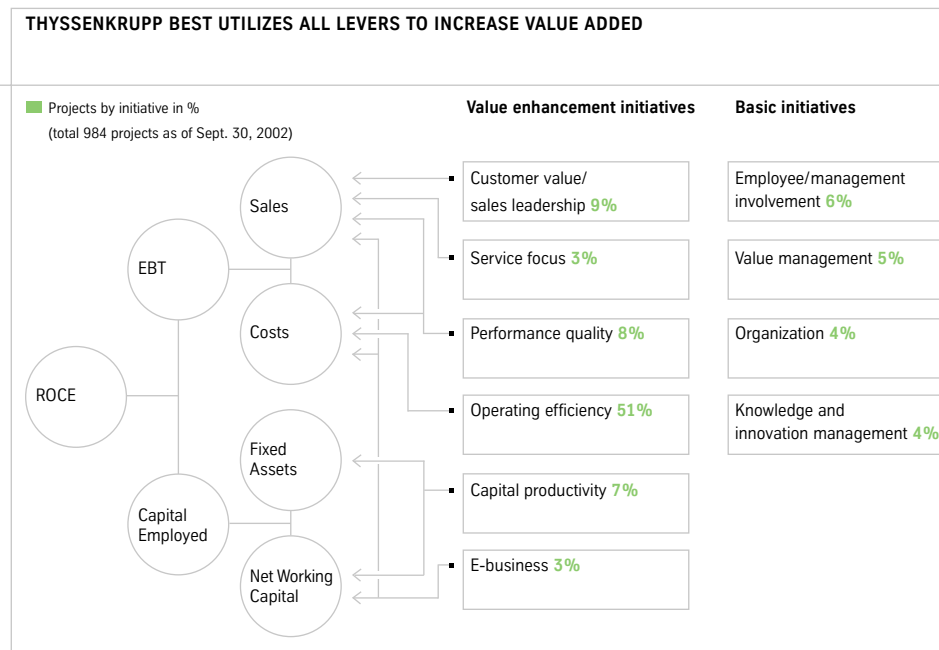 THYSSENKRUPP BEST UTILIZES ALL LEVERS TO INCREASE VALUE ADDED
Projects by initiative in %
(total 984 projects as of Sept. 30, 2002)
Value enhancement initiatives
Basic initiatives
ROCE
EBT
Capital
Employed
Sales
Costs
Fixed
Assets
Net Working
Capital
Customer value/
sales leadership 9%
Service focus 3%
Performance quality 8%
Operating efficiency 51%
Capital productivity 7%
E-business 3%
Employee/management
involvement 6%
Value management 5%
Organization 4%
Knowledge and
innovation management 4%